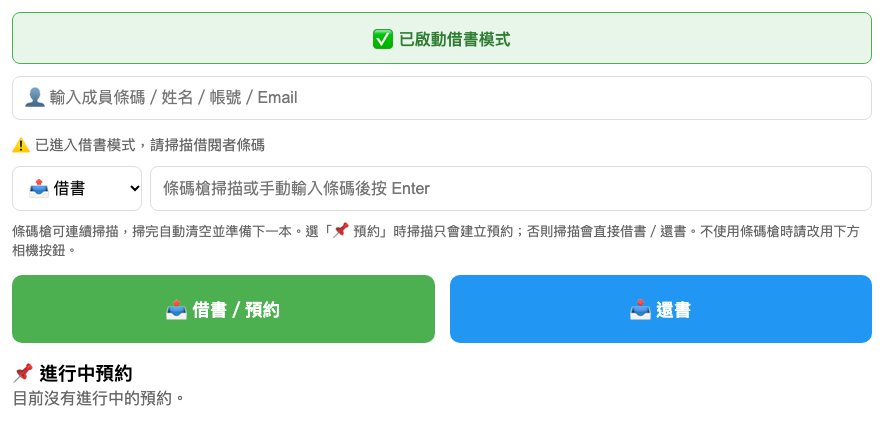 ✅ 已啟動借書模式
👤 輸入成員條碼 / 姓名 / 帳號 / Email
⚠️ 已進入借書模式，請掃描借閱者條碼
📤 借書
條碼槍掃描或手動輸入條碼後按 Enter
條碼槍可連續掃描，掃完自動清空並準備下一本。選「📌 預約」時掃描只會建立預約；否則掃描會直接借書 / 還書。不使用條碼槍時請改用下方
相機按鈕。
📤 借書 / 預約
📥 還書
📌 進行中預約
目前沒有進行中的預約。